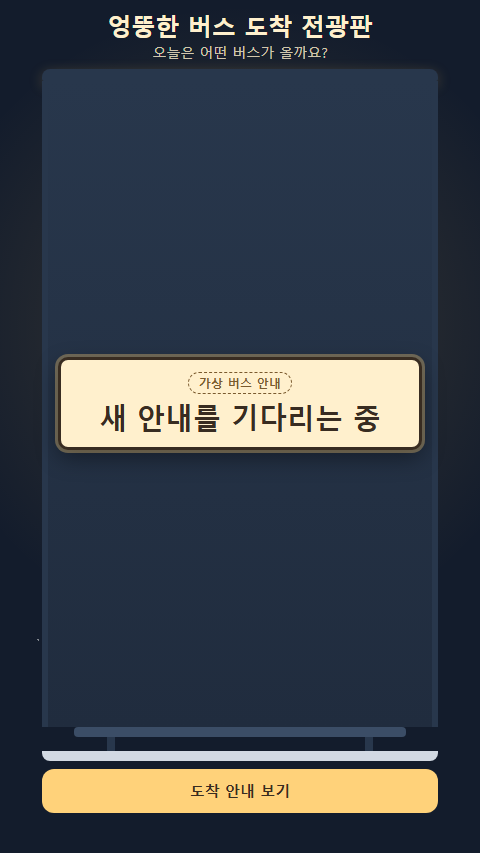 엉뚱한 버스 도착 전광판
오늘은 어떤 버스가 올까요?
가상 버스 안내
새 안내를 기다리는 중
도착 안내 보기